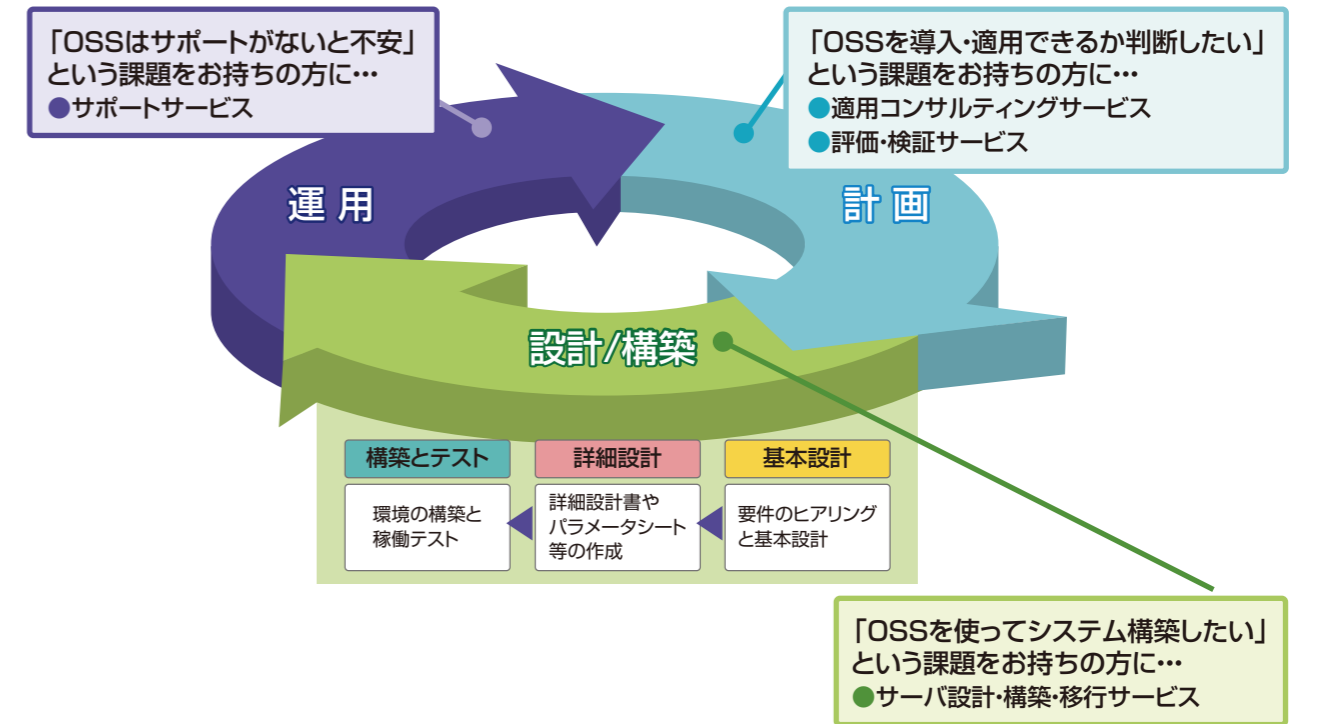 「OSSはサポートがないと不安」
という課題をお持ちの方に…
●サポートサービス
「OSSを導入・適用できるか判断したい」
という課題をお持ちの方に…
●適用コンサルティングサービス
●評価・検証サービス
運用
計画
設計/構築
構築とテスト
環境の構築と
稼働テスト
詳細設計
詳細設計書や
パラメータシート
等の作成
基本設計
要件のヒアリング
と基本設計
「OSSを使ってシステム構築したい」
という課題をお持ちの方に…
●サーバ設計・構築・移行サービス